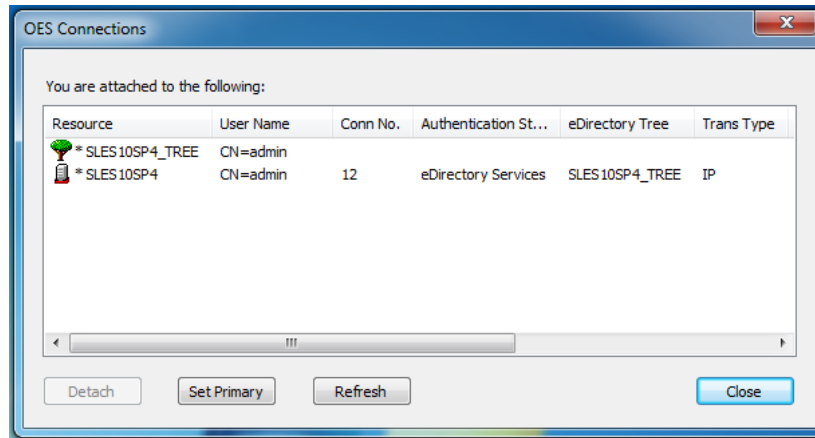 OES Connections
You are attached to the following:
Resource User Name Conn No. Authentication St... eDirectory Tree Trans Type
* SLES10SP4_TREE CN=admin
* SLES10SP4 CN=admin 12 eDirectory Services SLES10SP4_TREE IP
Detach Set Primary Refresh Close